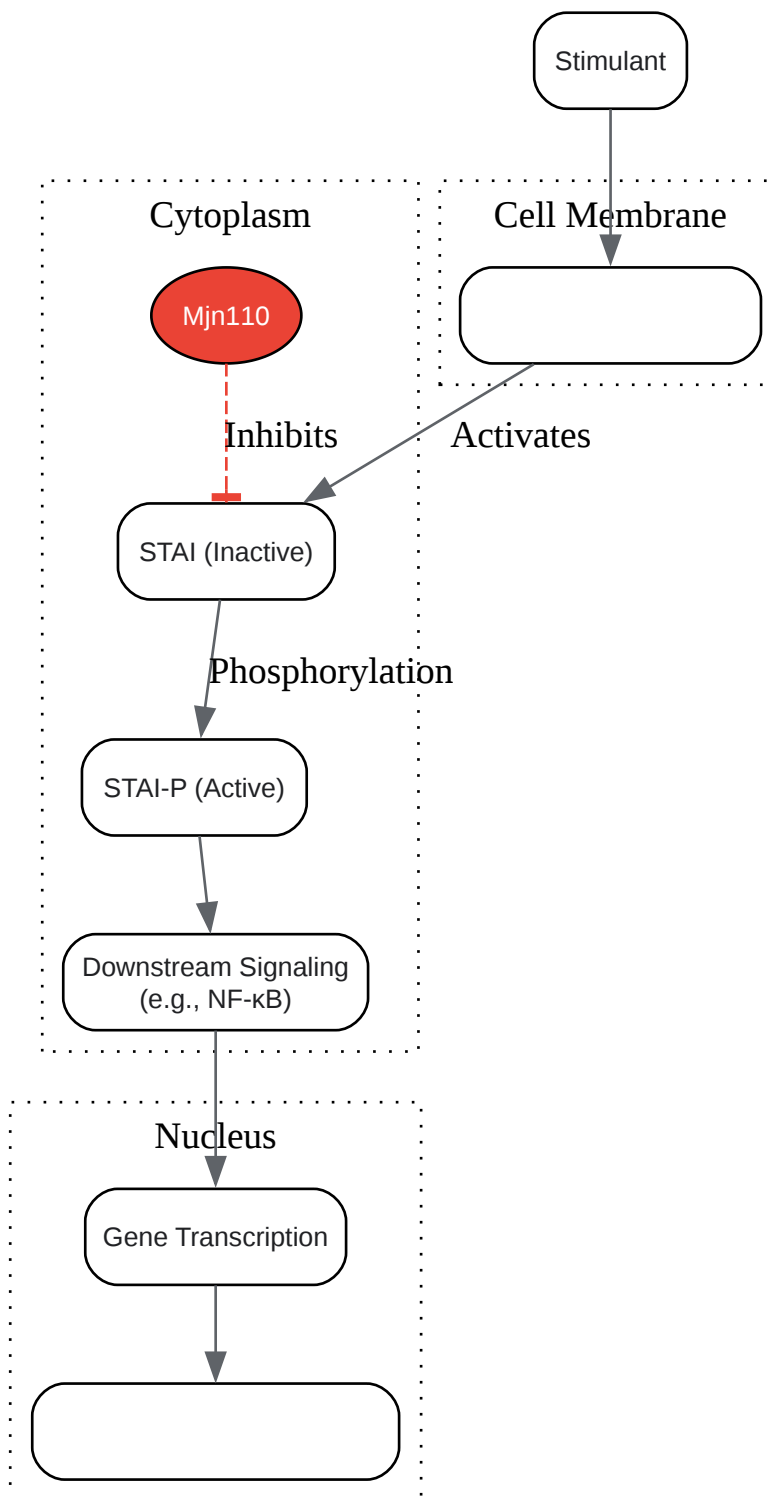 Stimulant
Cytoplasm
Cell Membrane
Mjn110
Inhibits
Activates
STAI (Inactive)
Phosphorylation
STAI-P (Active)
Downstream Signaling
(e.g., NF-κB)
Nucleus
Gene Transcription